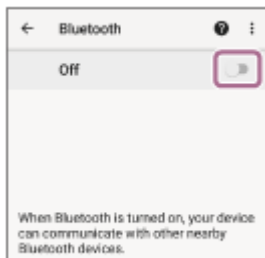 Bluetooth
Off
When Bluetooth is turned on, your device
can communicate with other nearby
Bluetooth devices.